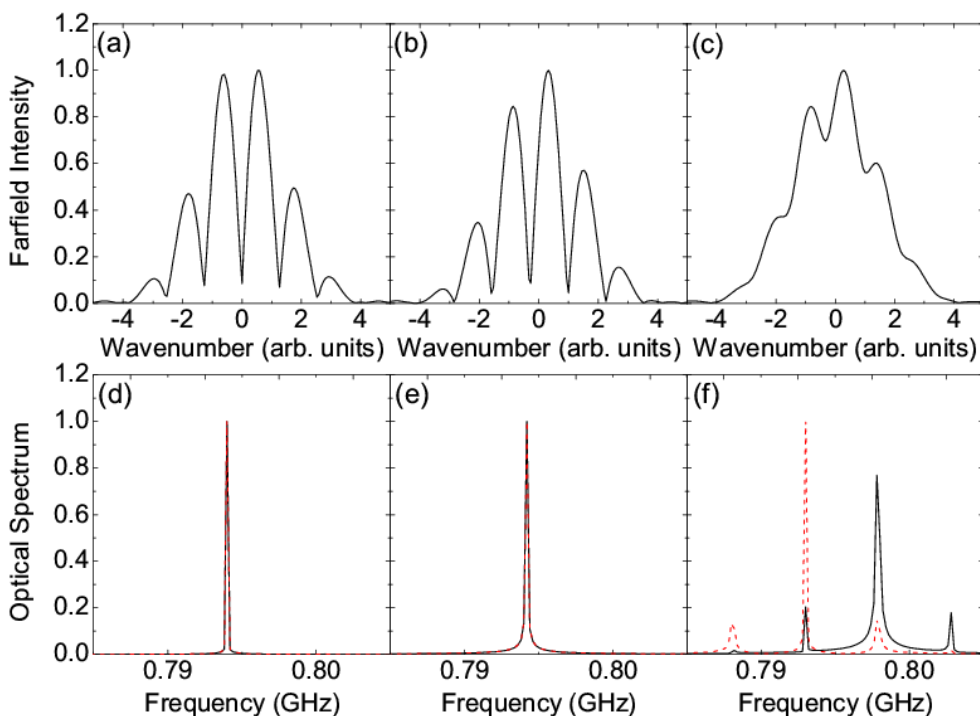 (a) (b) (c)
Farfield Intensity
1.2
1.0
0.8
0.6
0.4
0.2
0.0
-4 -2 0 2 4 -4 -2 0 2 4 -4 -2 0 2 4
Wavenumber (arb. units) Wavenumber (arb. units) Wavenumber (arb. units)
(d) (e) (f)
Optical Spectrum
1.2
1.0
0.8
0.6
0.4
0.2
0.0
0.79 0.80 0.79 0.80 0.79 0.80
Frequency (GHz) Frequency (GHz) Frequency (GHz)